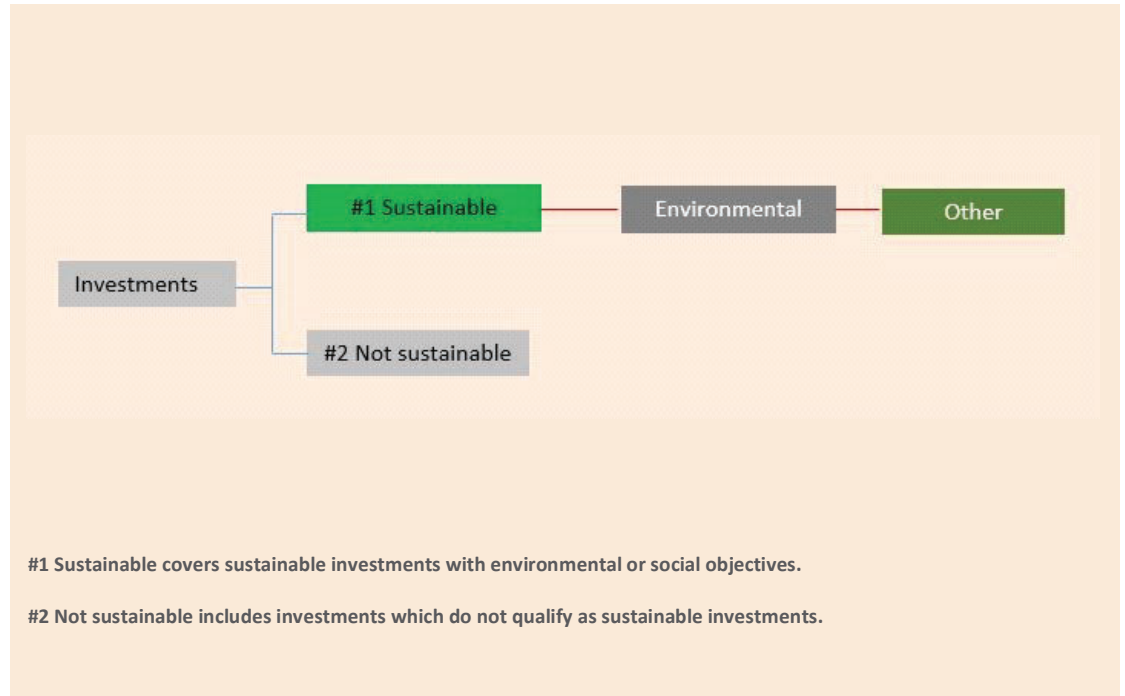 #1 Sustainable
Environmental
Other
Investments
#2 Not sustainable
#1 Sustainable covers sustainable investments with environmental or social objectives.
#2 Not sustainable includes investments which do not qualify as sustainable investments.